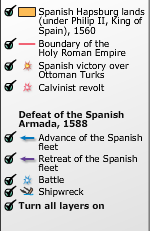 Spanish Hapsburg lands
(under Philip II, King of
Spain), 1560
Boundary of the
Holy Roman Empire
Spanish victory over
Ottoman Turks
Calvinist revolt
Defeat of the Spanish
Armada, 1588
Advance of the Spanish
fleet
Retreat of the Spanish
fleet
Battle
Shipwreck
Turn all layers on